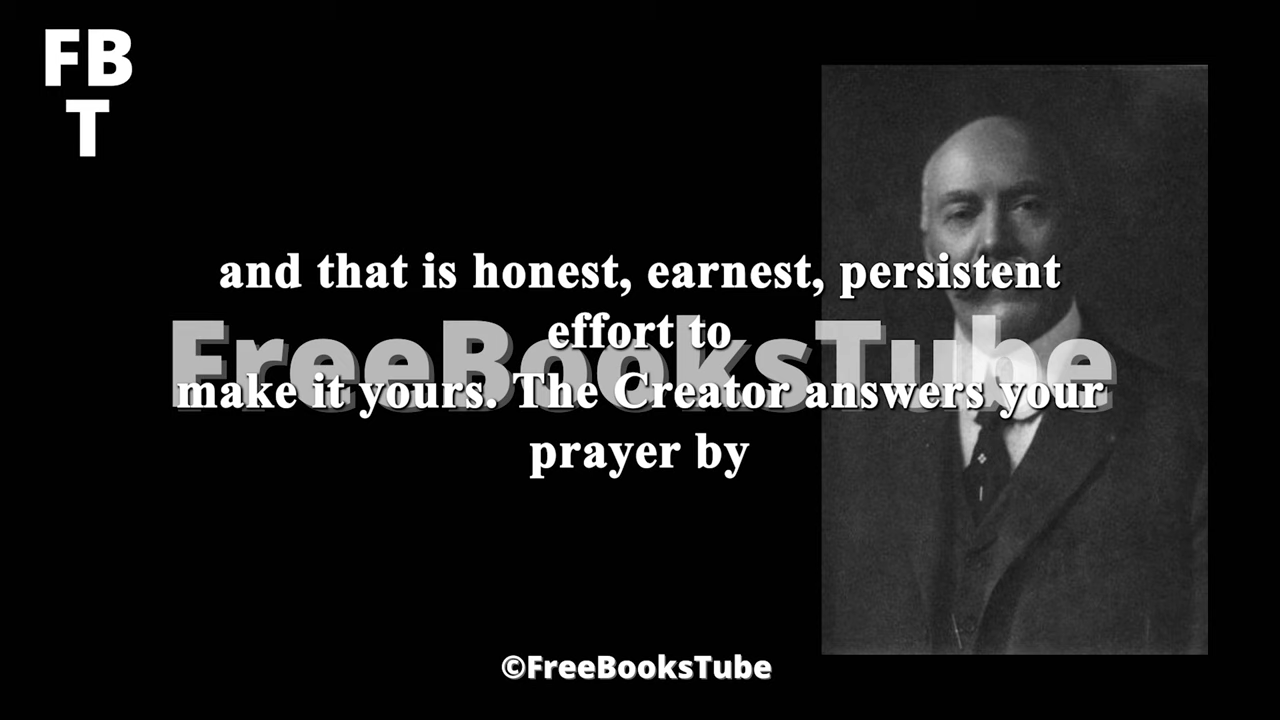 FB
T
and that is honest, earnest, persistent
effort to
FreeBooksTube
make it yours. The Creator answers your
prayer by
©FreeBooksTube